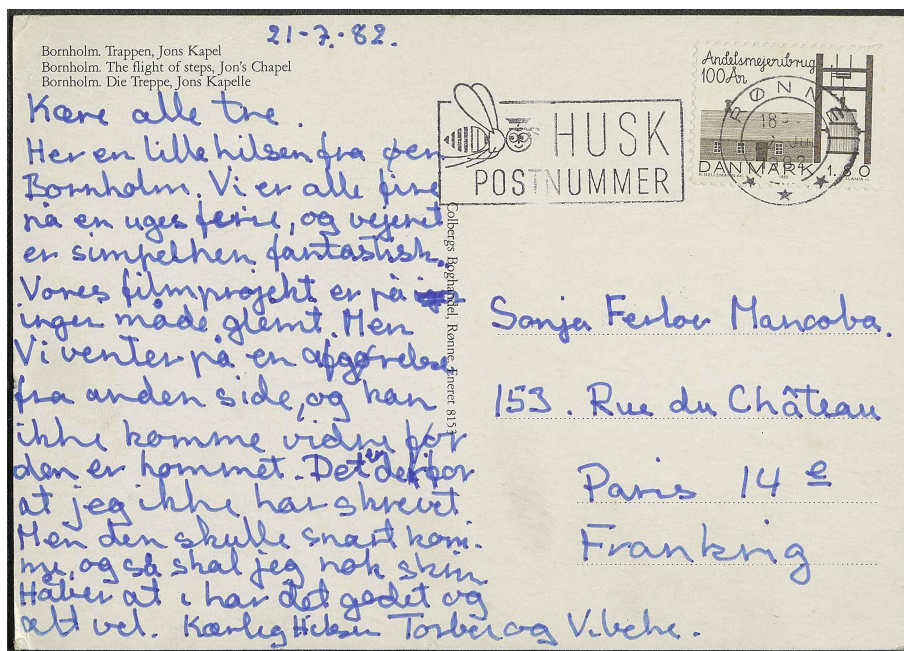 21-7.-82.
Bornholm. Trappen, Jons Kapel
Bornholm. The flight of steps, Jon's Chapel
Bornholm. Die Treppe, Jons Kapelle
Kære alle tre.
Her en lille hilsen fra øen
Bornholm. Vi er alle fire
på en uges ferie, og vejeret
er simpelhen fantastisk.
Vores filmprojekt er på
ingen måde glemt. Men
Vi venter på en afgørelse
fra anden side, og kan
ikke komme vidre før
den er kommet. Det er derfor
at jeg ikke har skrevet
Men den skulle snart kom-
me, og så skal jeg nok skriv
Håber at i har det godet og
alt vel. Kærlig Hilsen Torben og Vibeke.
Colbergs Boghandel, Rønne, Eneret 8153
HUSK
POSTNUMMER
Andelsmejeribrug
100 År
DANMARK 1.80
RØNNE
Sonja Ferlov Mancoba.
153. Rue du Château
Paris 14 e
Frankrig